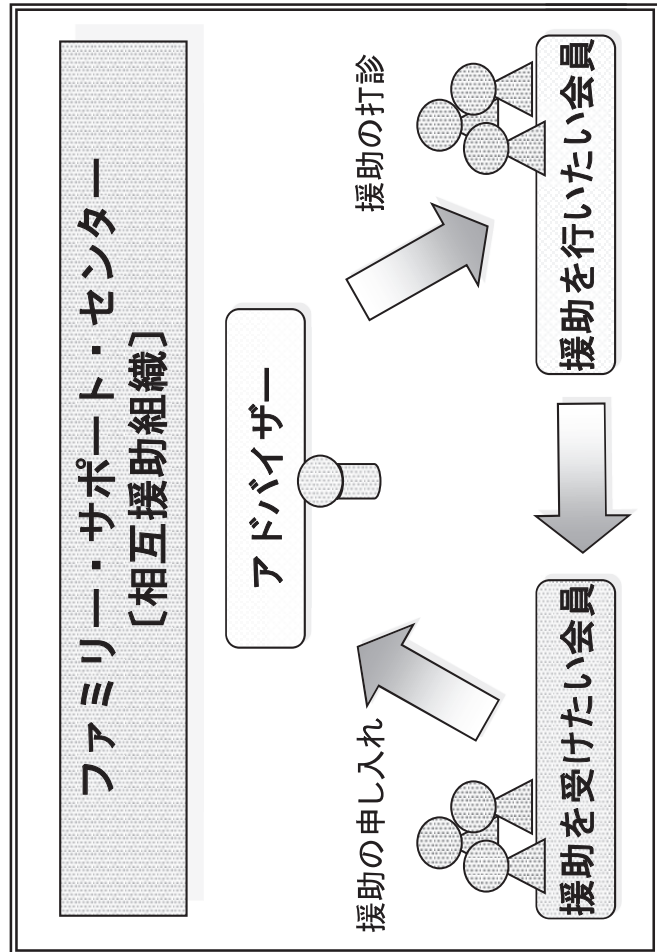 ファミリー・サポート・センター
〔相互援助組織〕
アドバイザー
援助の申し入れ
援助の打診
援助を受けたい会員
援助を行いたい会員